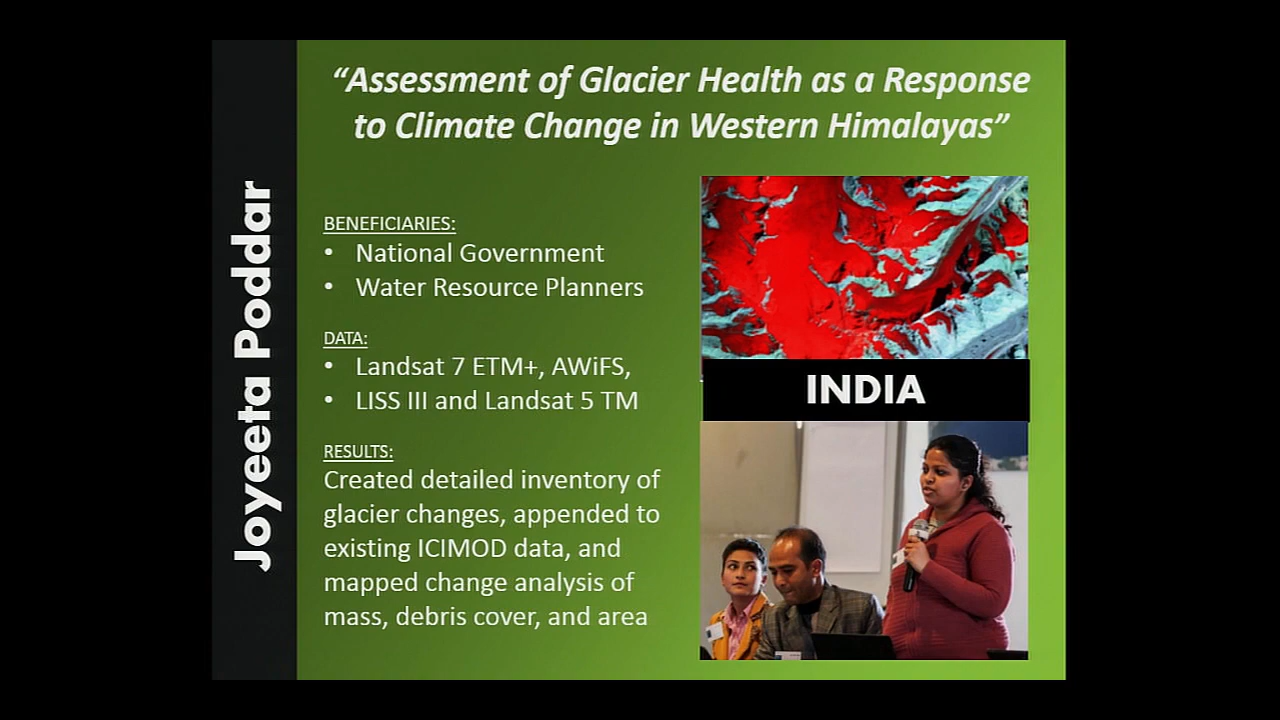 “Assessment of Glacier Health as a Response
to Climate Change in Western Himalayas”
Joyeeta Poddar
BENEFICIARIES:
• National Government
• Water Resource Planners
DATA:
• Landsat 7 ETM+, AWiFS,
• LISS III and Landsat 5 TM
RESULTS:
Created detailed inventory of
glacier changes, appended to
existing ICIMOD data, and
mapped change analysis of
mass, debris cover, and area
INDIA